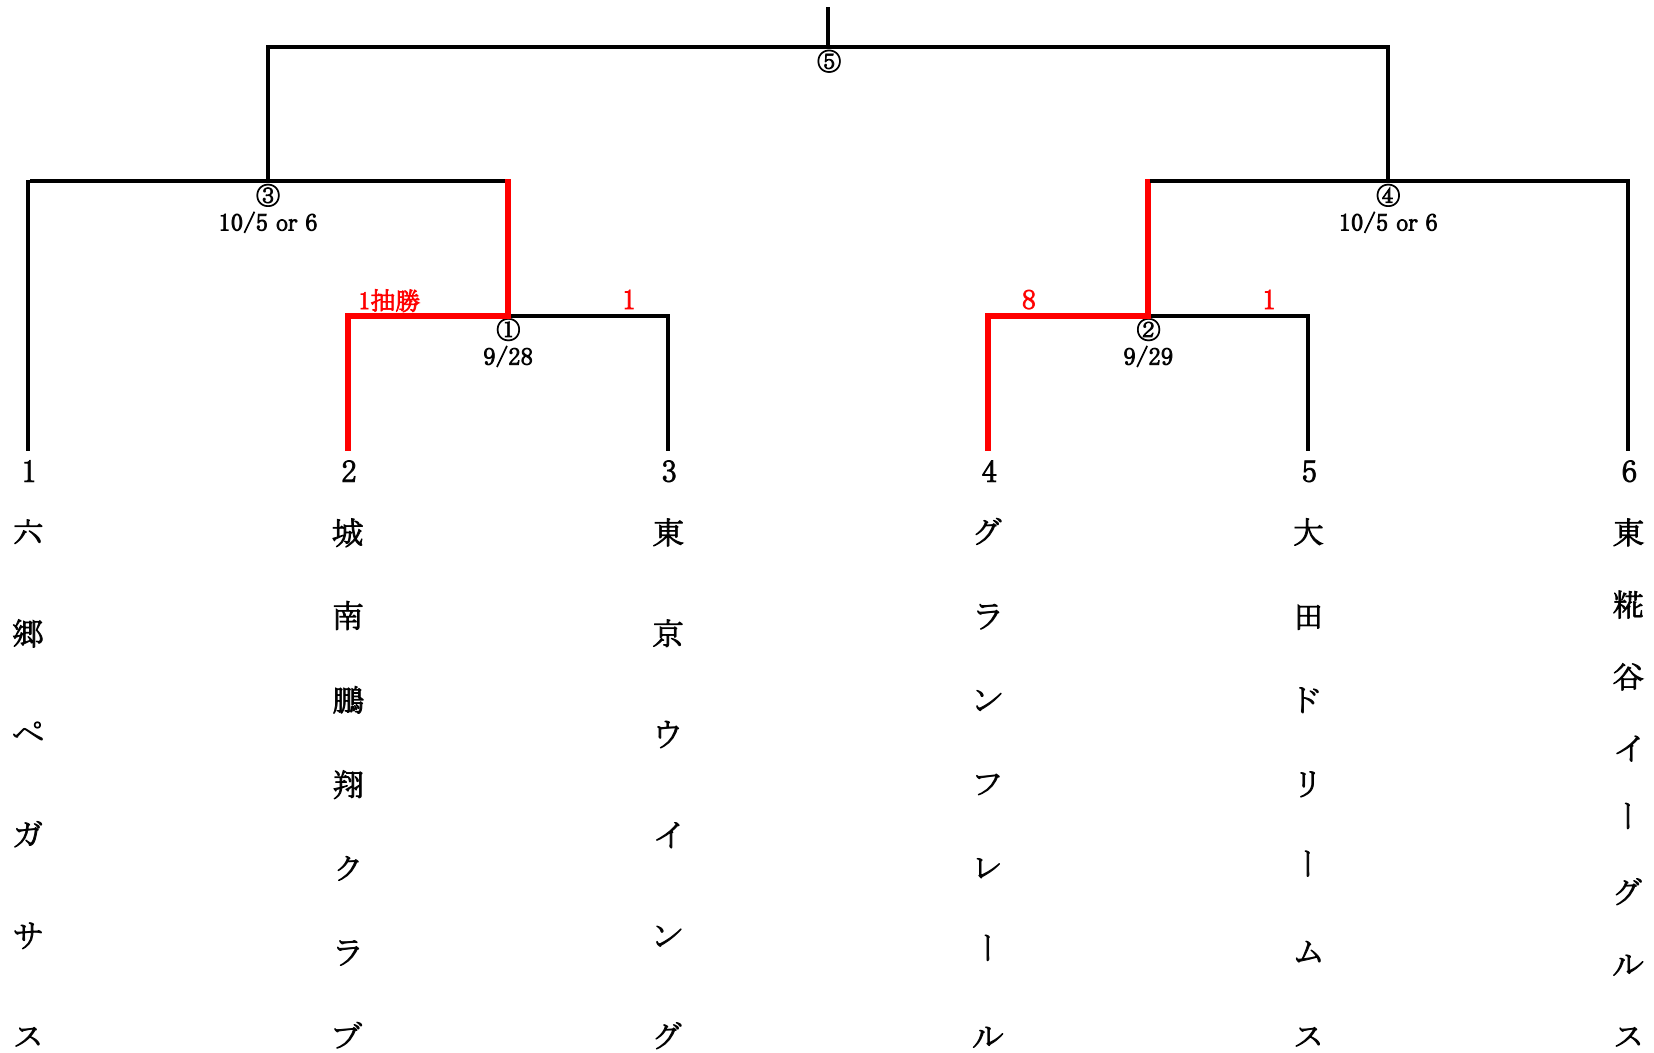 ⑤
③
10/5 or 6
④
10/5 or 6
1抽勝
1
8
1
①
9/28
②
9/29
1
2
3
4
5
6
六郷ペガサス
城南鵬翔クラブ
東京ウイング
グランフレール
大田ドリームス
東糀谷イーグルス